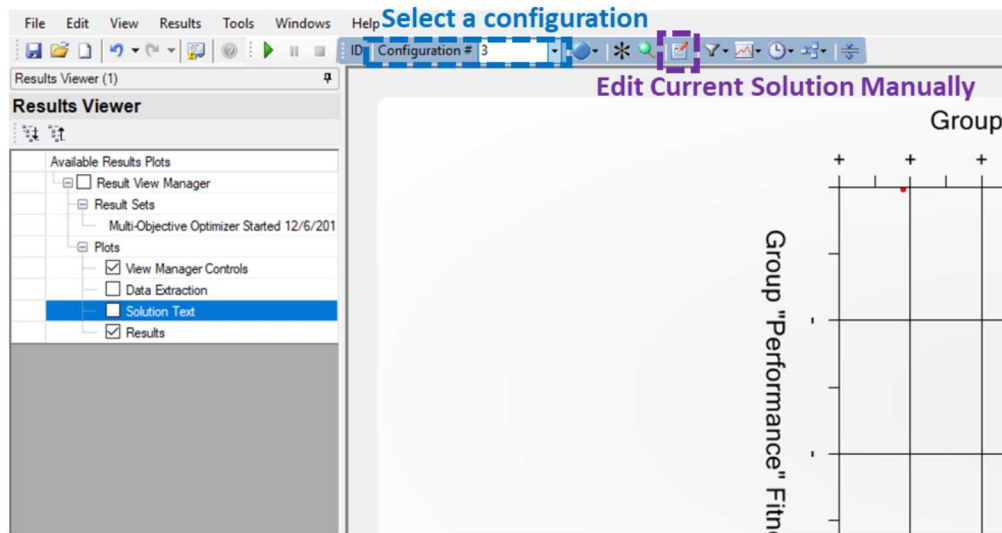 File Edit View Results Tools Windows Help
Select a configuration
ID: Configuration # 3
Results Viewer (1)
Edit Current Solution Manually
Results Viewer
Group
Available Results Plots
Result View Manager
Result Sets
Multi-Objective Optimizer Started 12/6/201
Plots
View Manager Controls
Data Extraction
Solution Text
Results
Group "Performance" Fitne